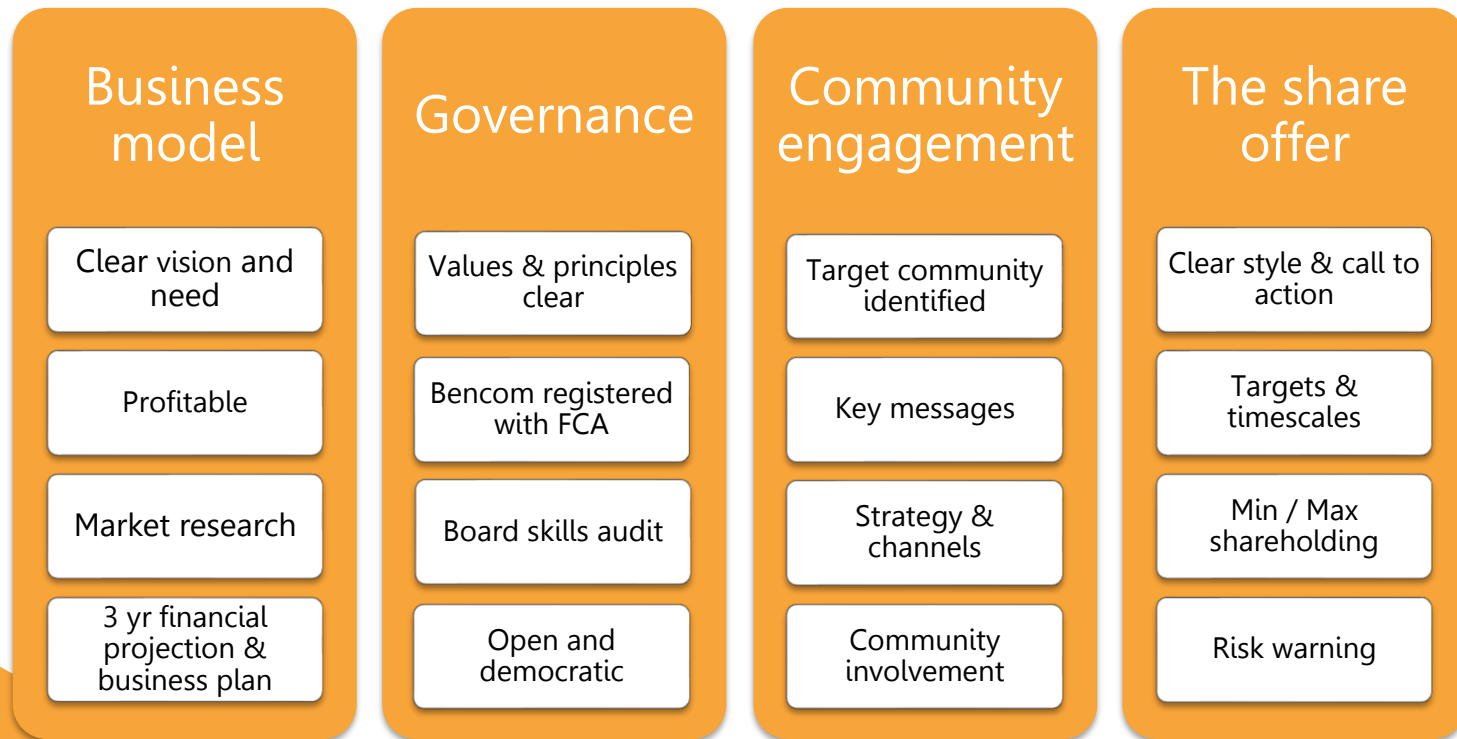 Business
model
Clear vision and
need
Profitable
Market research
3 yr financial
projection &
business plan
Governance
Values & principles
clear
Bencom registered
with FCA
Board skills audit
Open and
democratic
Community
engagement
Target community
identified
Key messages
Strategy &
channels
Community
involvement
The share
offer
Clear style & call to
action
Targets &
timescales
Min / Max
shareholding
Risk warning